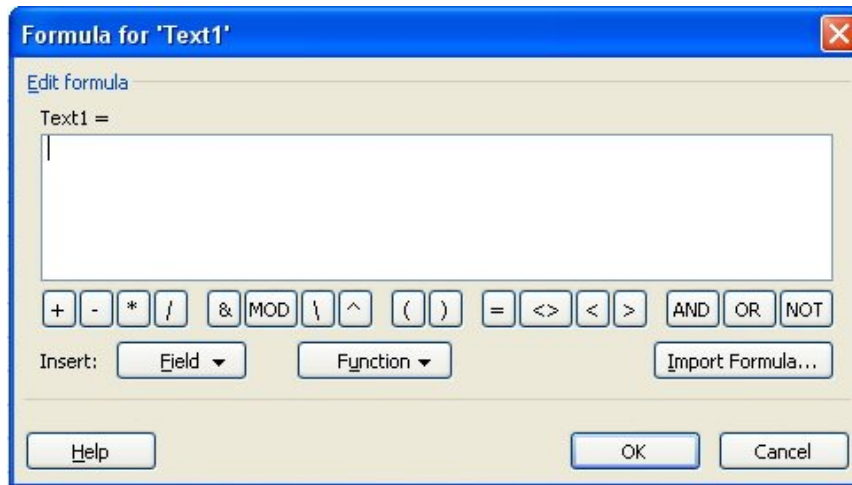 Formula for 'Text1'
Edit formula
Text1 =
+ - * / & MOD \ ^ ( ) = <> < > AND OR NOT
Insert: Field Function Import Formula...
Help OK Cancel